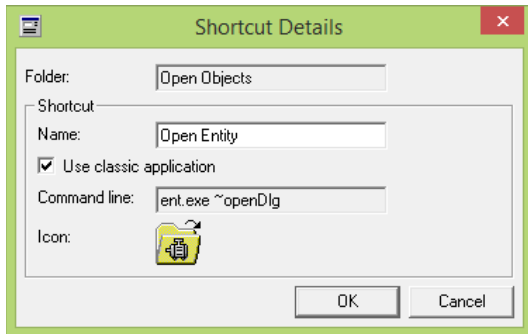 Shortcut Details
Folder: Open Objects
Shortcut
Name: Open Entity
Use classic application
Command line: ent.exe ~openDlg
Icon:
OK Cancel